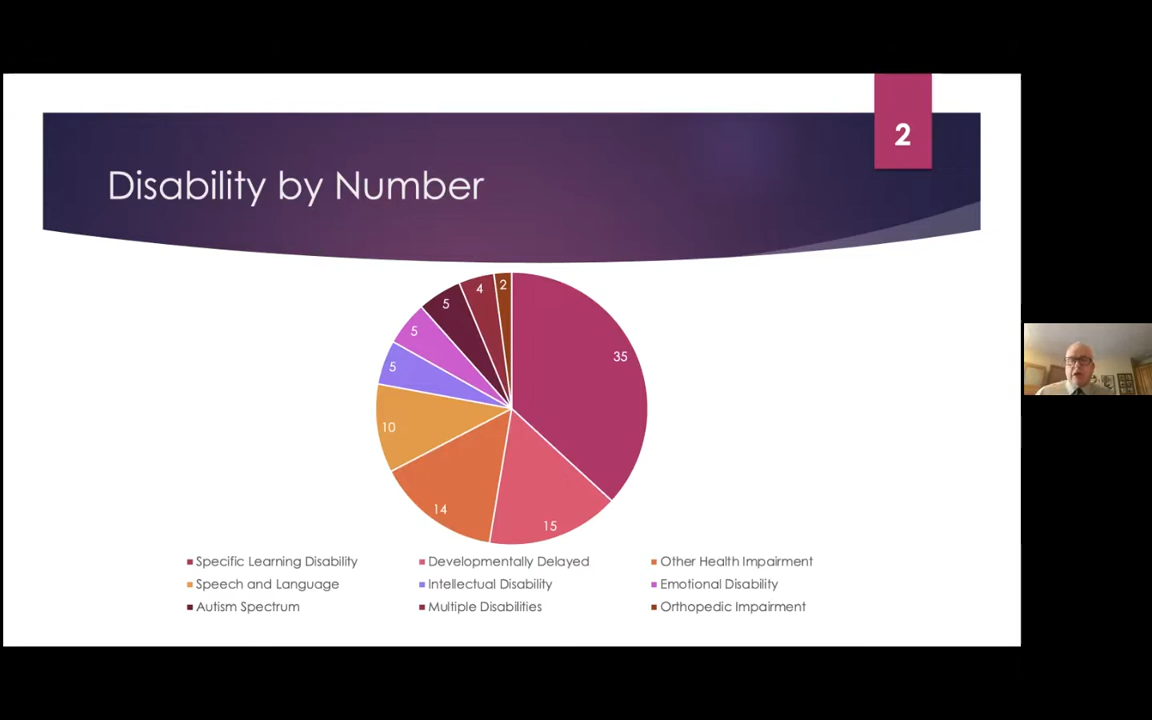 2
Disability by Number
2
4
5
5
5
35
10
14
15
Specific Learning Disability
Developmentally Delayed
Other Health Impairment
Speech and Language
Intellectual Disability
Emotional Disability
Autism Spectrum
Multiple Disabilities
Orthopedic Impairment